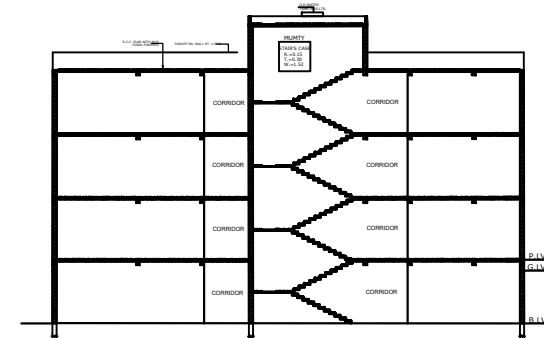 MUMTY
STAIR'S CASE
R.=0.15
T.=0.30
W.=1.52
CORRIDOR
CORRIDOR
CORRIDOR
CORRIDOR
CORRIDOR
CORRIDOR
P.LV
G.LV
CORRIDOR
CORRIDOR
B.LV